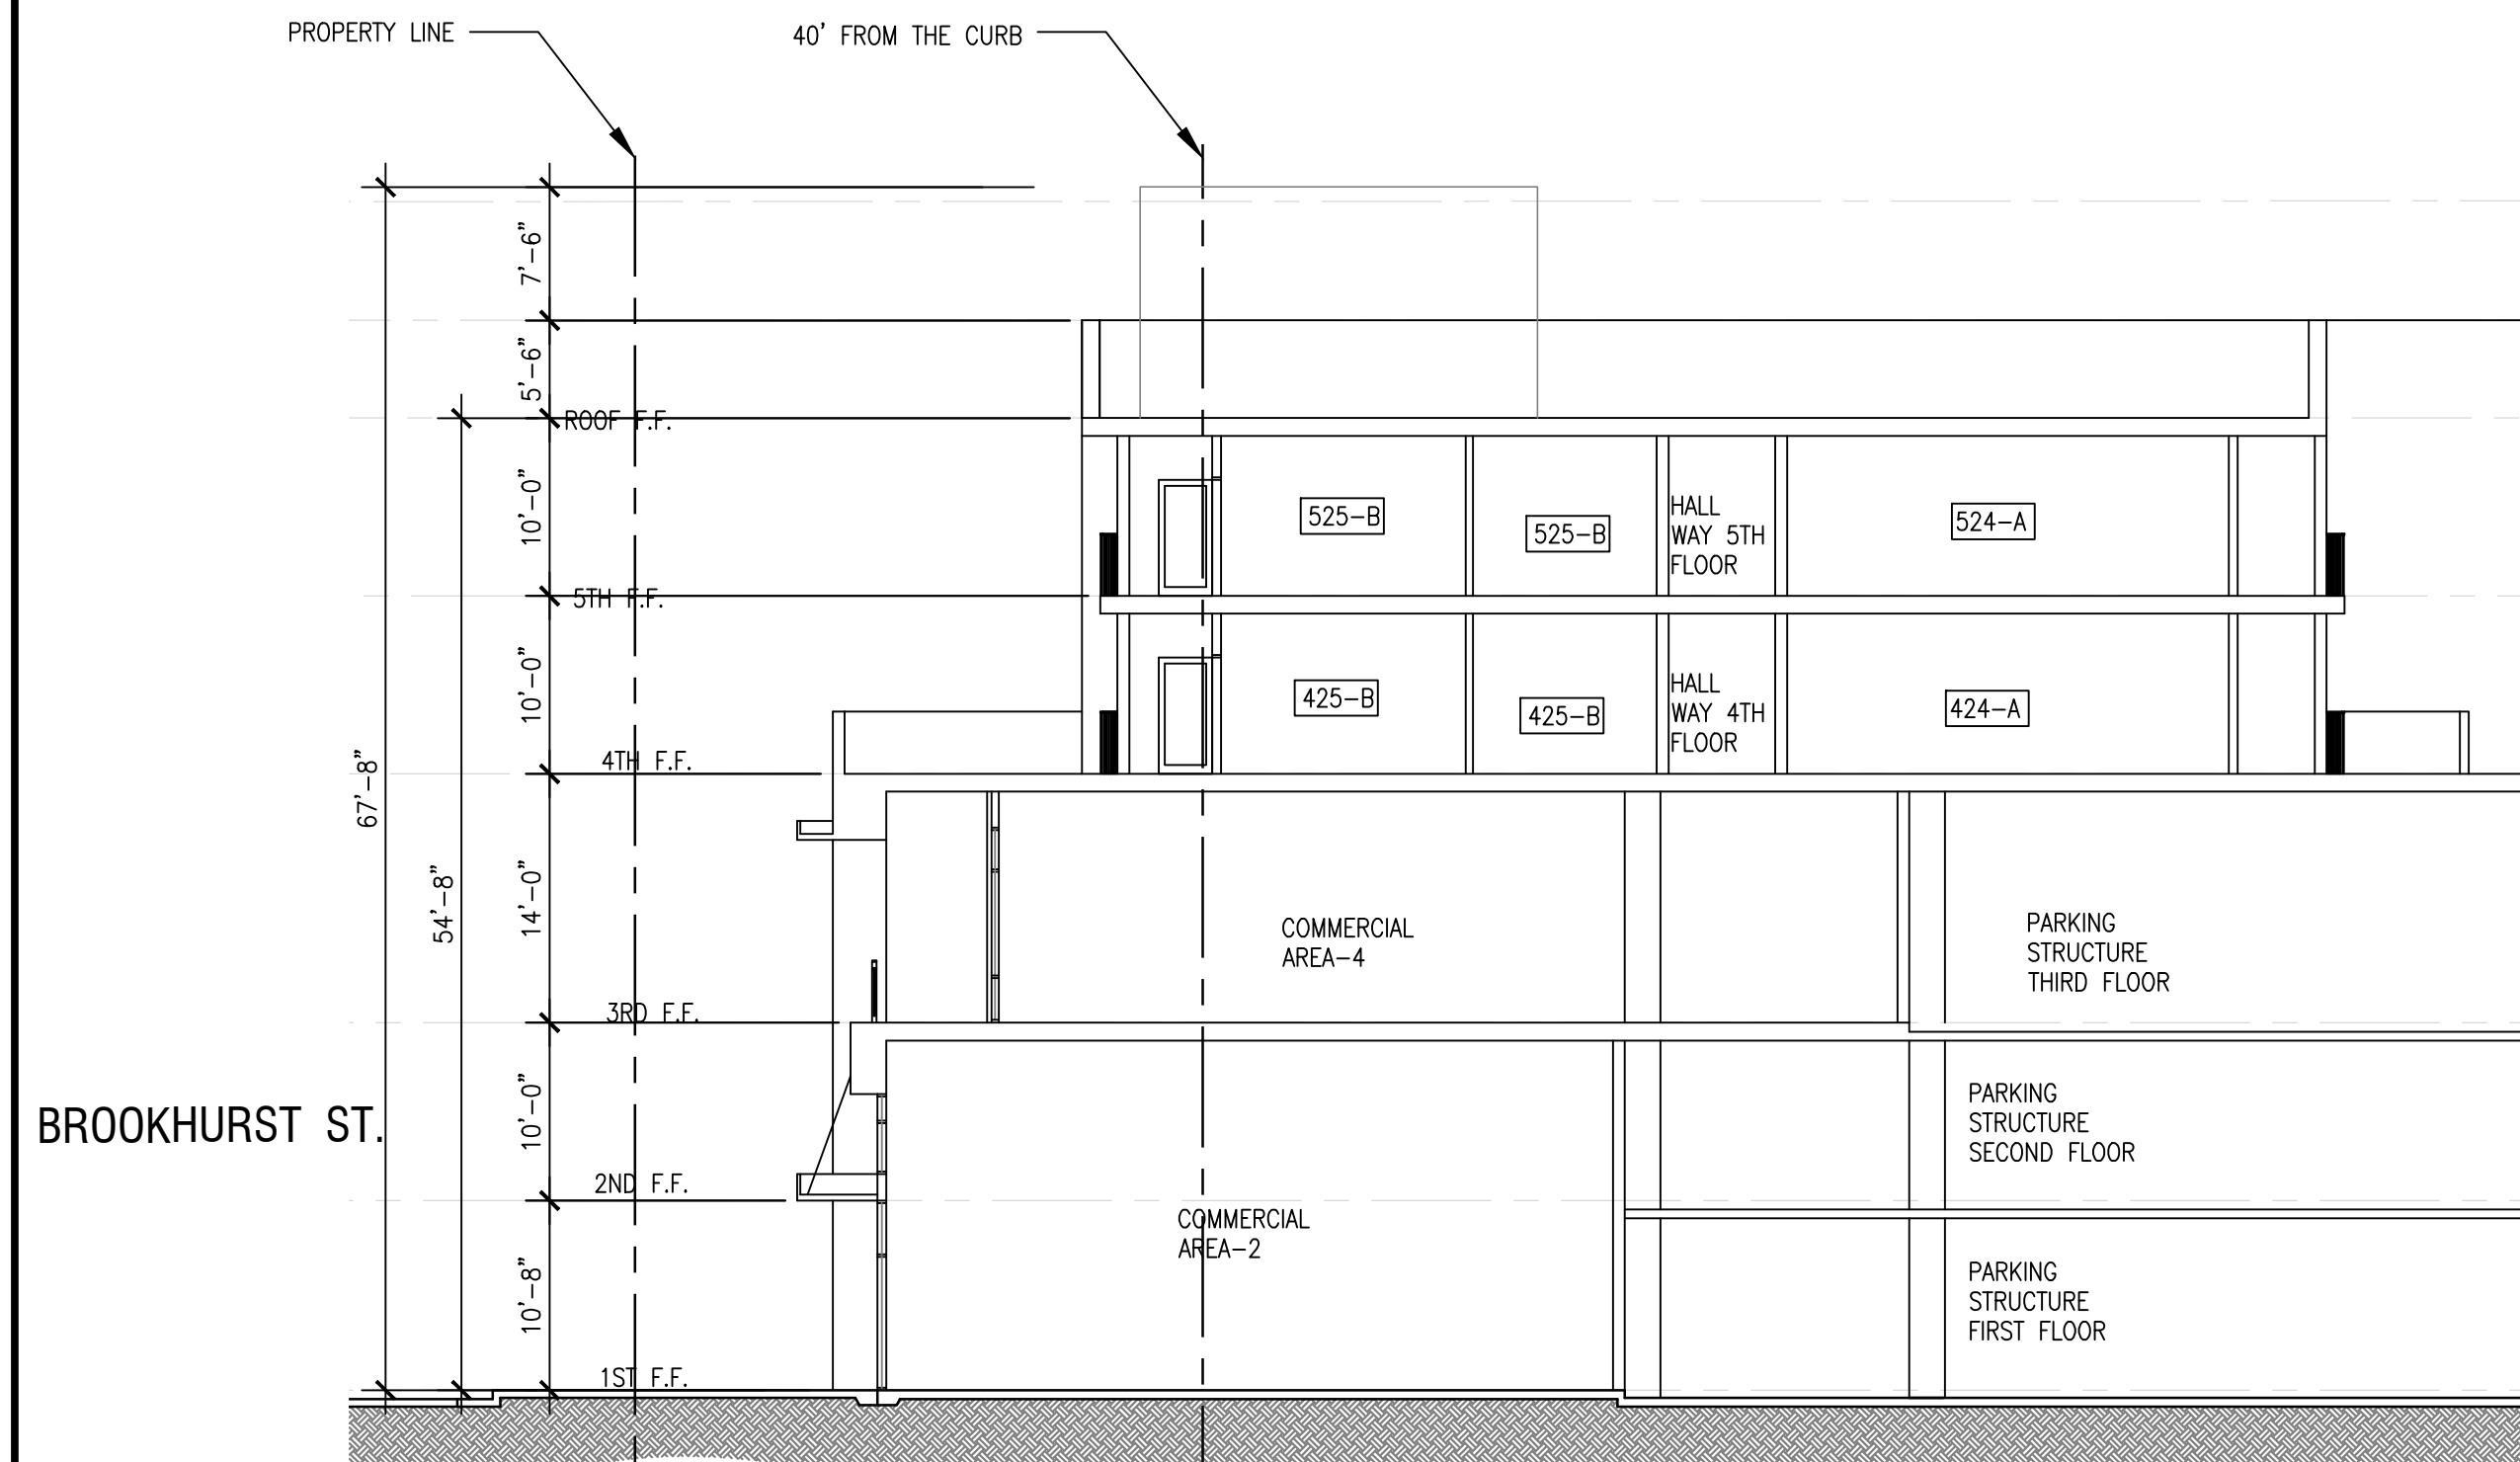 PROPERTY LINE
40' FROM THE CURB
7'-6"
5'-6"
ROOF F.F.
10'-0"
525-B
525-B
HALL
WAY 5TH
FLOOR
524-A
5TH F.F.
10'-0"
425-B
425-B
HALL
WAY 4TH
FLOOR
424-A
4TH F.F.
67'-8"
54'-8"
14'-0"
COMMERCIAL
AREA-4
PARKING
STRUCTURE
THIRD FLOOR
3RD F.F.
BROOKHURST ST.
10'-0"
PARKING
STRUCTURE
SECOND FLOOR
2ND F.F.
COMMERCIAL
AREA-2
10'-8"
PARKING
STRUCTURE
FIRST FLOOR
1ST F.F.